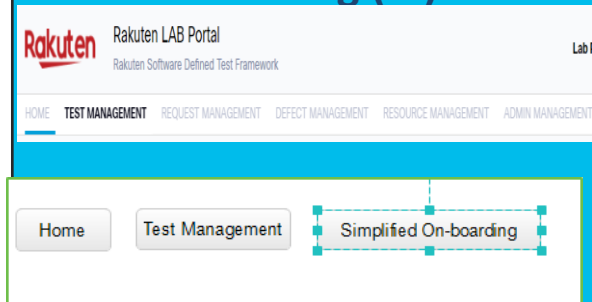 Rakuten
Rakuten LAB Portal
Rakuten Software Defined Test Framework
Lab
HOME TEST MANAGEMENT REQUEST MANAGEMENT DEFECT MANAGEMENT RESOURCE MANAGEMENT ADMIN MANAGEMENT
Home Test Management Simplified On-boarding